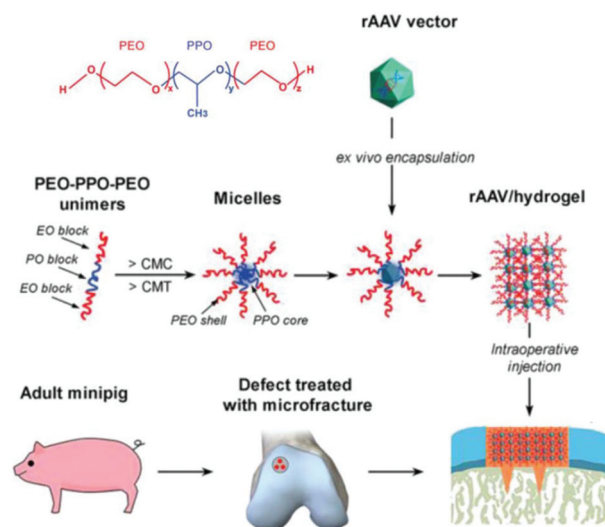 rAAV vector
PEO PPO PEO
H O O x O y O z H
CH3
ex vivo encapsulation
PEO-PPO-PEO
unimers
Micelles
rAAV/hydrogel
EO block
PO block
EO block
> CMC
> CMT
PEO shell
PPO core
Intraoperative
injection
Adult minipig
Defect treated
with microfracture